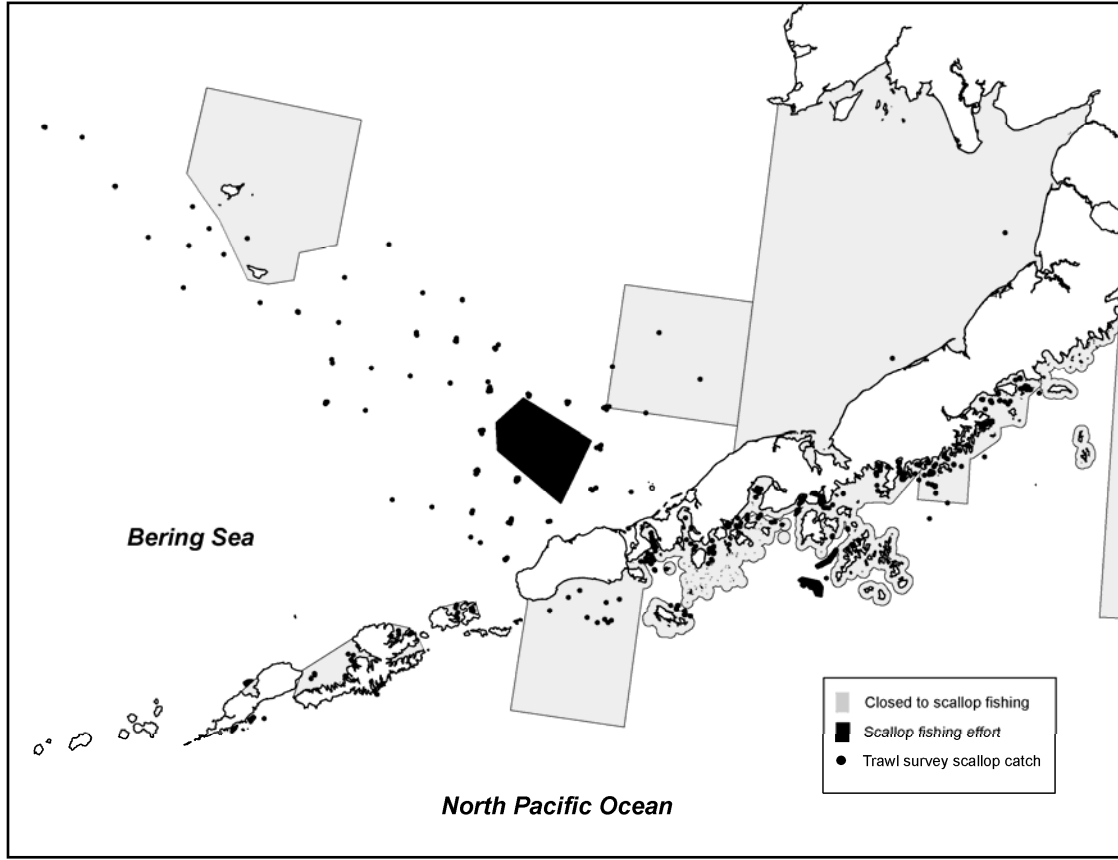 Bering Sea
Closed to scallop fishing
Scallop fishing effort
Trawl survey scallop catch
North Pacific Ocean